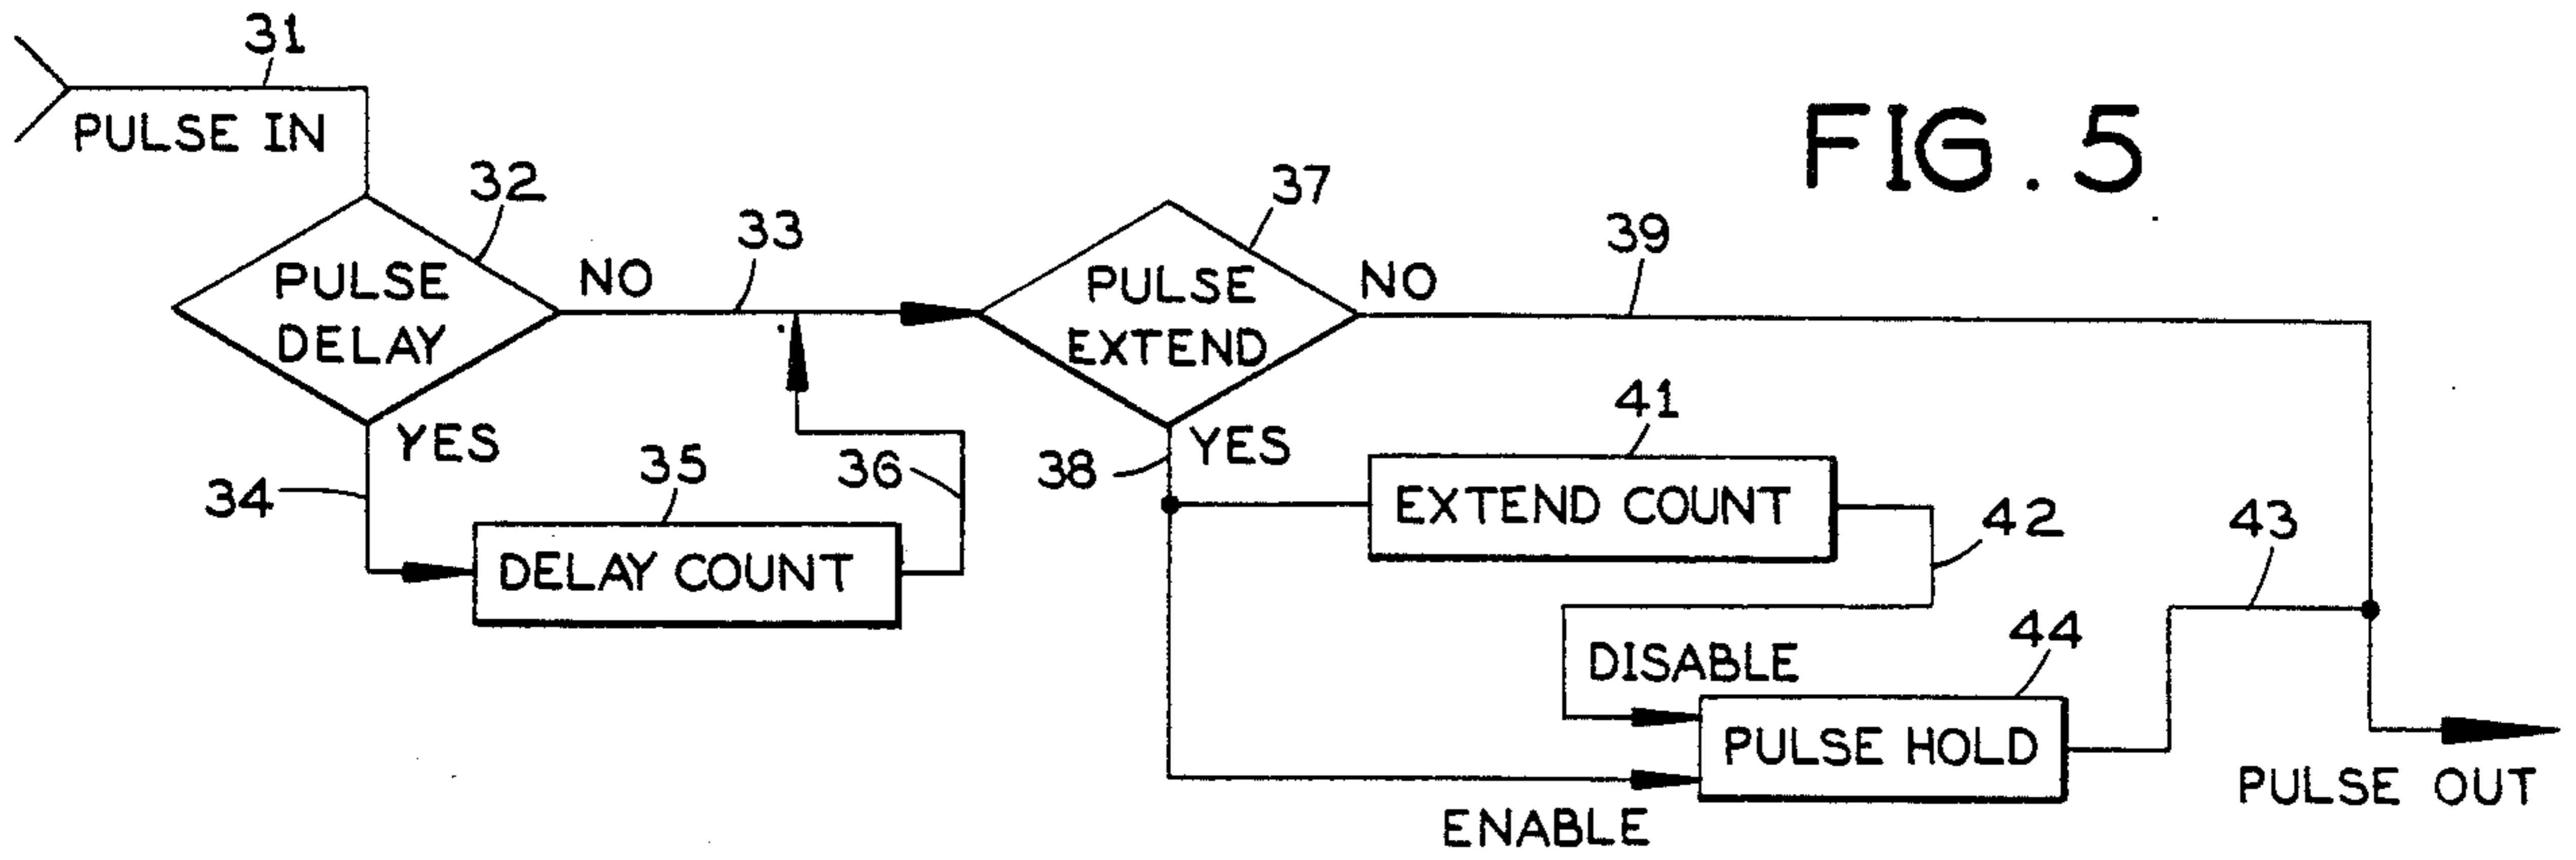 31
PULSE IN
FIG. 5
32
PULSE
DELAY
NO
33
37
PULSE
EXTEND
NO
39
YES
34
35
DELAY COUNT
36
38
YES
41
EXTEND COUNT
42
43
DISABLE
44
PULSE HOLD
ENABLE
PULSE OUT